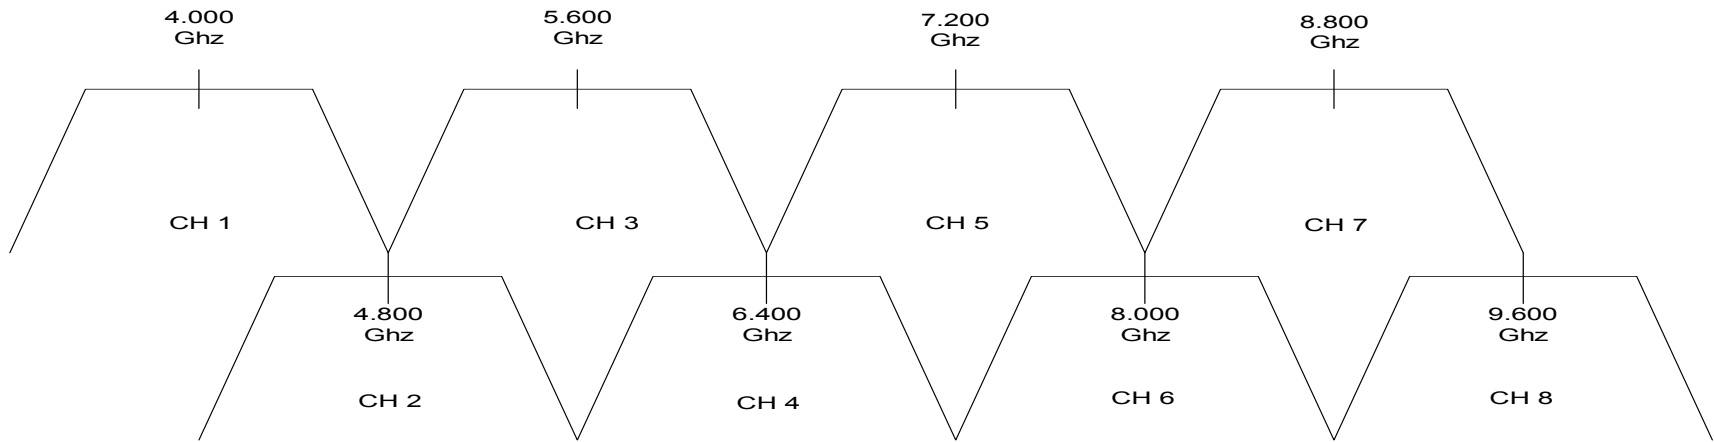 4.000
Ghz
5.600
Ghz
7.200
Ghz
8.800
Ghz
CH 1
CH 3
CH 5
CH 7
4.800
Ghz
6.400
Ghz
8.000
Ghz
9.600
Ghz
CH 2
CH 4
CH 6
CH 8